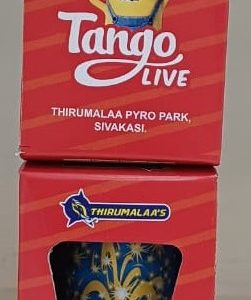 Tango
LIVE
THIRUMALAA PYRO PARK,
SIVAKASI.
THIRUMALAA'S